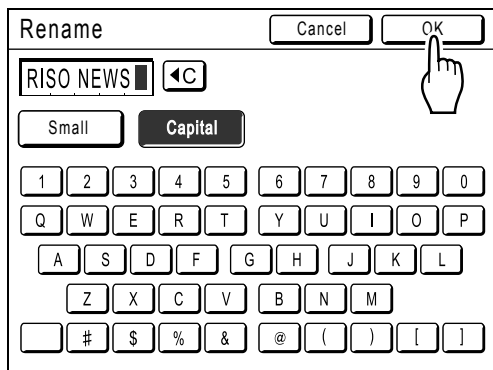 Rename Cancel OK
RISO NEWS ◀C
Small Capital
1 2 3 4 5 6 7 8 9 0
Q W E R T Y U I O P
A S D F G H J K L
Z X C V B N M
# $ % & @ ( ) [ ]